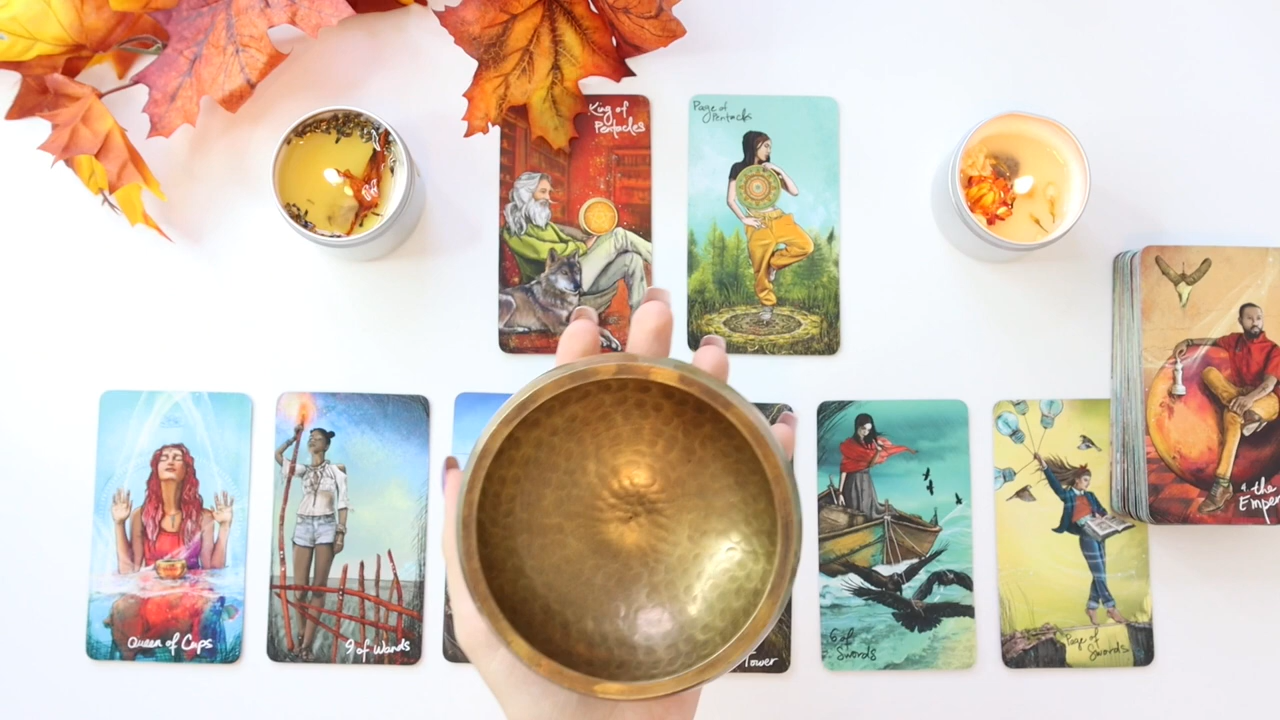 King of
Pentacles
Page of
Pentacles
Queen of Cups
9 of Wands
Tower
6 of
Swords
Page of
Swords
4. the